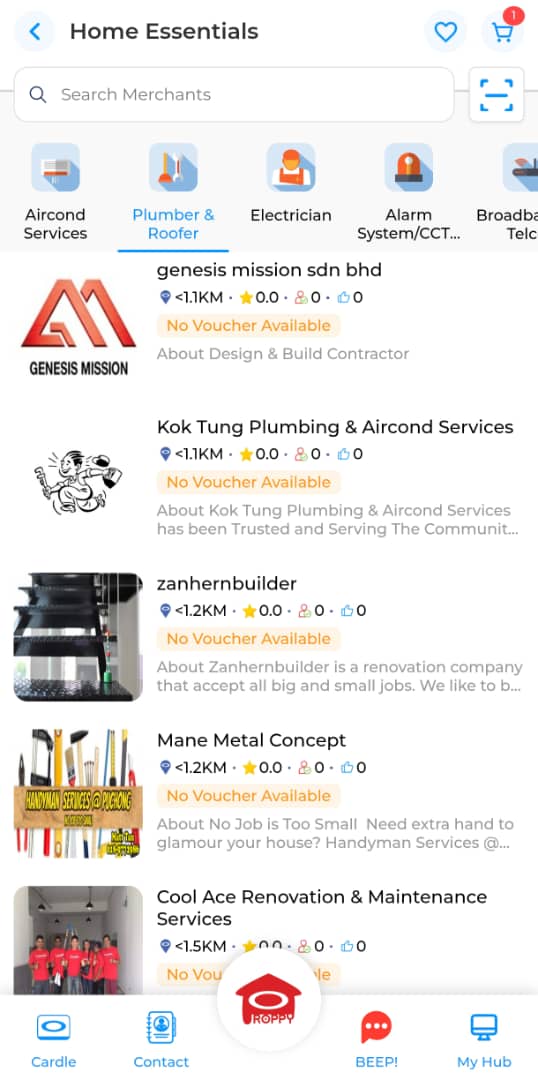 Home Essentials
1
Search Merchants
Aircond
Services
Plumber &
Roofer
Electrician
Alarm
System/CCT...
Broadba
Telc
genesis mission sdn bhd
<1.1KM · 0.0 · 0 · 0
No Voucher Available
About Design & Build Contractor
GENESIS MISSION
Kok Tung Plumbing & Aircond Services
<1.1KM · 0.0 · 0 · 0
No Voucher Available
About Kok Tung Plumbing & Aircond Services
has been Trusted and Serving The Communit...
zanhernbuilder
<1.2KM · 0.0 · 0 · 0
No Voucher Available
About Zanhernbuilder is a renovation company
that accept all big and small jobs. We like to b...
Mane Metal Concept
<1.2KM · 0.0 · 0 · 0
No Voucher Available
About No Job is Too Small  Need extra hand to
glamour your house? Handyman Services @...
HANDYMAN SERVICES @ PUCHONG
Cool Ace Renovation & Maintenance
Services
<1.5KM · 0.0 · 0 · 0
No Vou
le
ROPPY
Cardle
Contact
BEEP!
My Hub